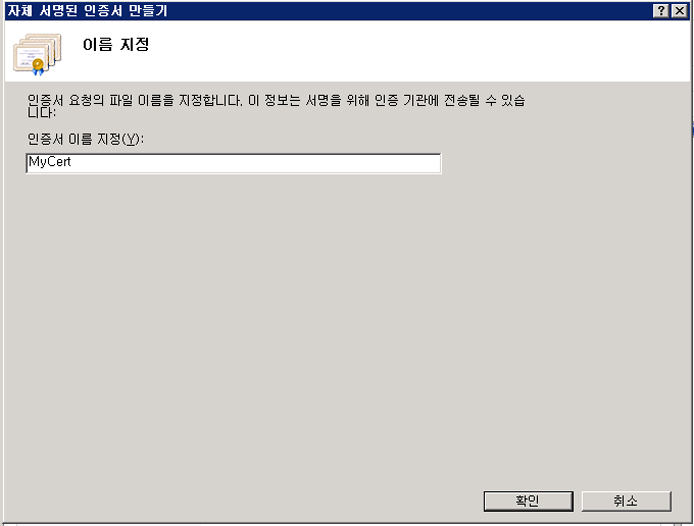 자체 서명된 인증서 만들기
이름 지정
인증서 요청의 파일 이름을 지정합니다. 이 정보는 서명을 위해 인증 기관에 전송될 수 있습
니다:
인증서 이름 지정(Y):
MyCert
확인 취소